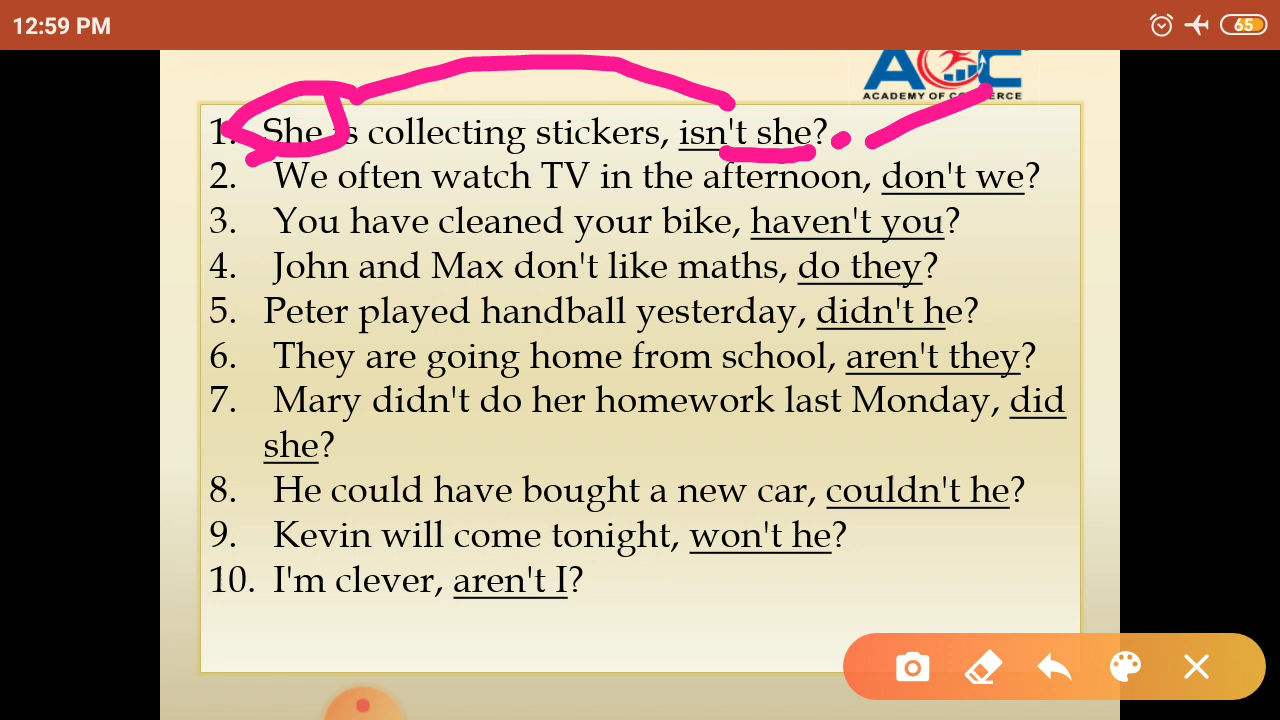 12:59 PM
65
ACADEMY OF COMMERCE
1. She is collecting stickers, isn't she?
2. We often watch TV in the afternoon, don't we?
3. You have cleaned your bike, haven't you?
4. John and Max don't like maths, do they?
5. Peter played handball yesterday, didn't he?
6. They are going home from school, aren't they?
7. Mary didn't do her homework last Monday, did
she?
8. He could have bought a new car, couldn't he?
9. Kevin will come tonight, won't he?
10. I'm clever, aren't I?